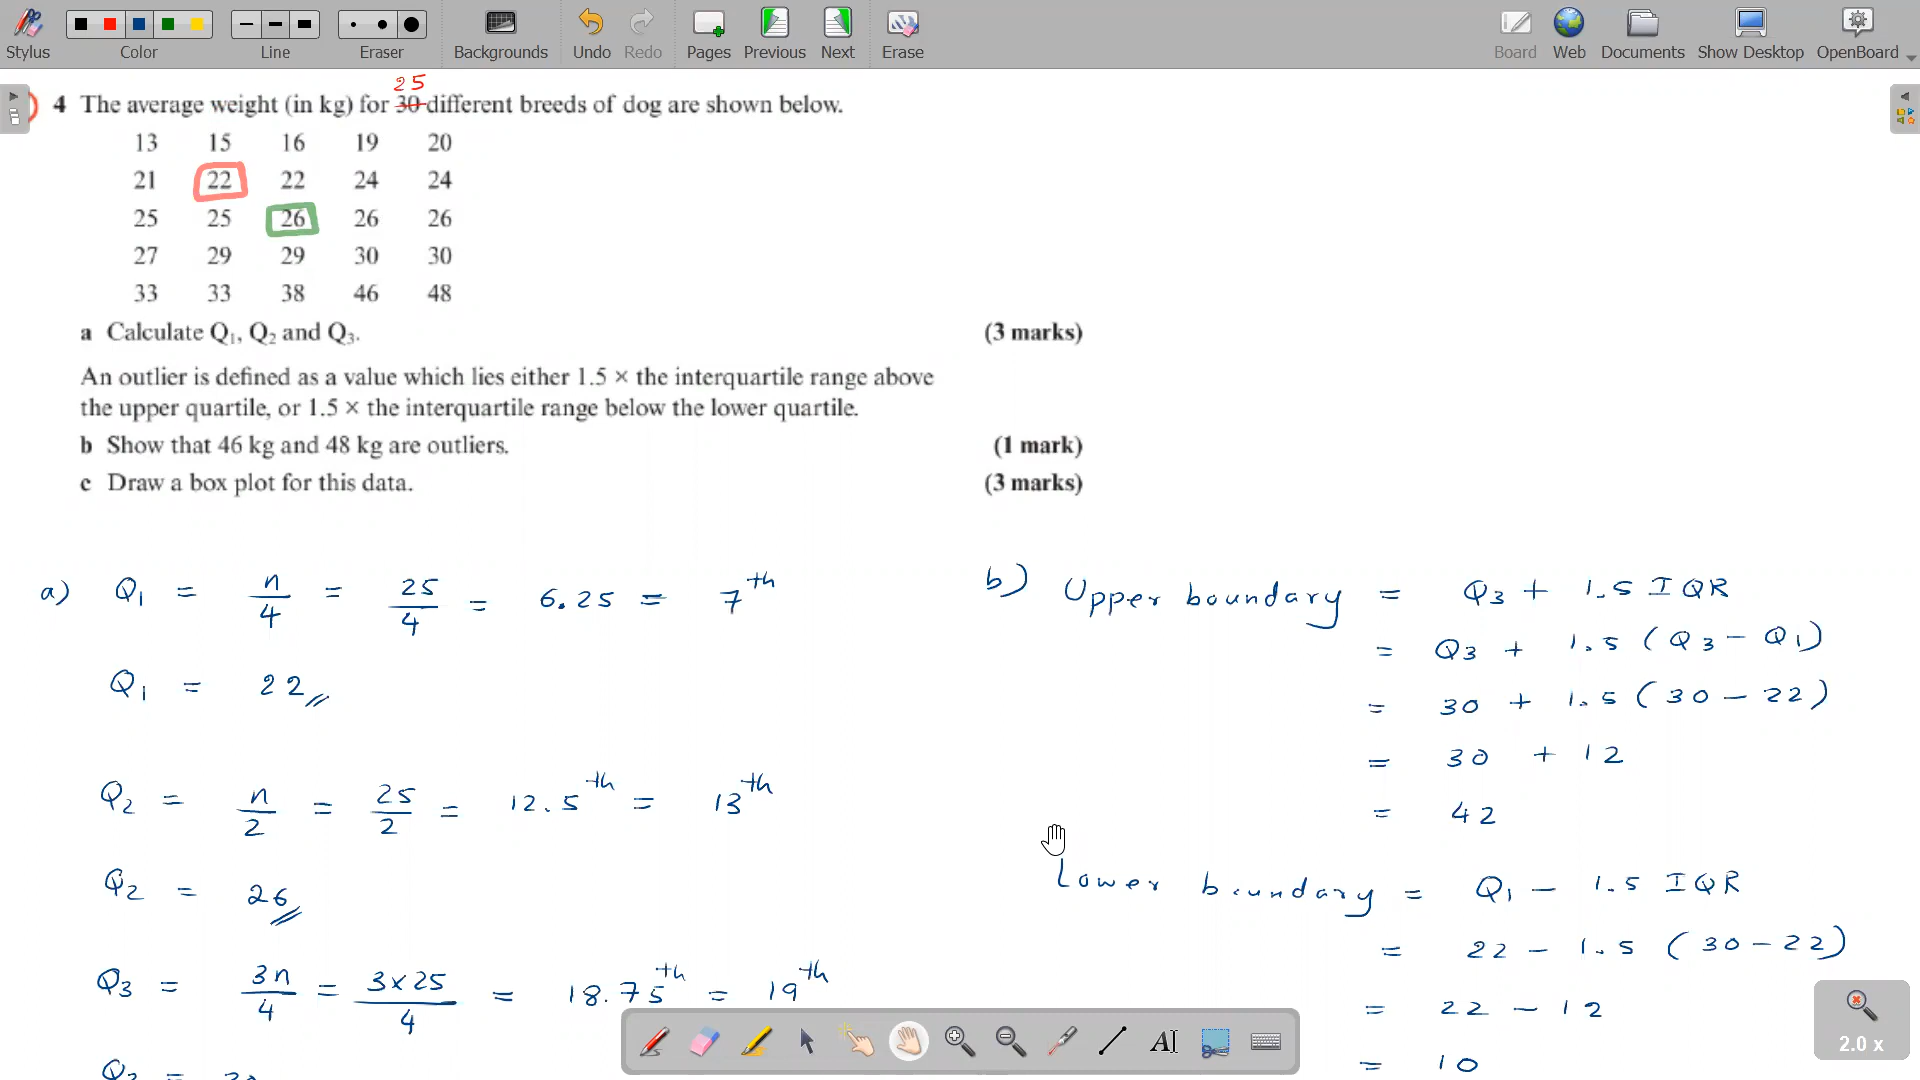 Stylus
Color
Line
Eraser
Backgrounds
Undo
Redo
Pages
Previous
Next
Erase
Board
Web
Documents
Show Desktop
OpenBoard
25
4 The average weight (in kg) for 30 different breeds of dog are shown below.
13 15 16 19 20
21 22 22 24 24
25 25 26 26 26
27 29 29 30 30
33 33 38 46 48
a Calculate Q₁, Q₂ and Q₃. (3 marks)
An outlier is defined as a value which lies either 1.5 × the interquartile range above
the upper quartile, or 1.5 × the interquartile range below the lower quartile.
b Show that 46 kg and 48 kg are outliers. (1 mark)
c Draw a box plot for this data. (3 marks)
a) Q₁ = n/4 = 25/4 = 6.25 = 7th
Q₁ = 22
Q₂ = n/2 = 25/2 = 12.5th = 13th
Q₂ = 26
Q₃ = 3n/4 = 3×25/4 = 18.75th = 19th
b) Upper boundary = Q3 + 1.5 IQR
= Q3 + 1.5 (Q3 - Q1)
= 30 + 1.5 (30 - 22)
= 30 + 12
= 42
Lower boundary = Q1 - 1.5 IQR
= 22 - 1.5 (30 - 22)
= 22 - 12
= 10
AI
2.0 x